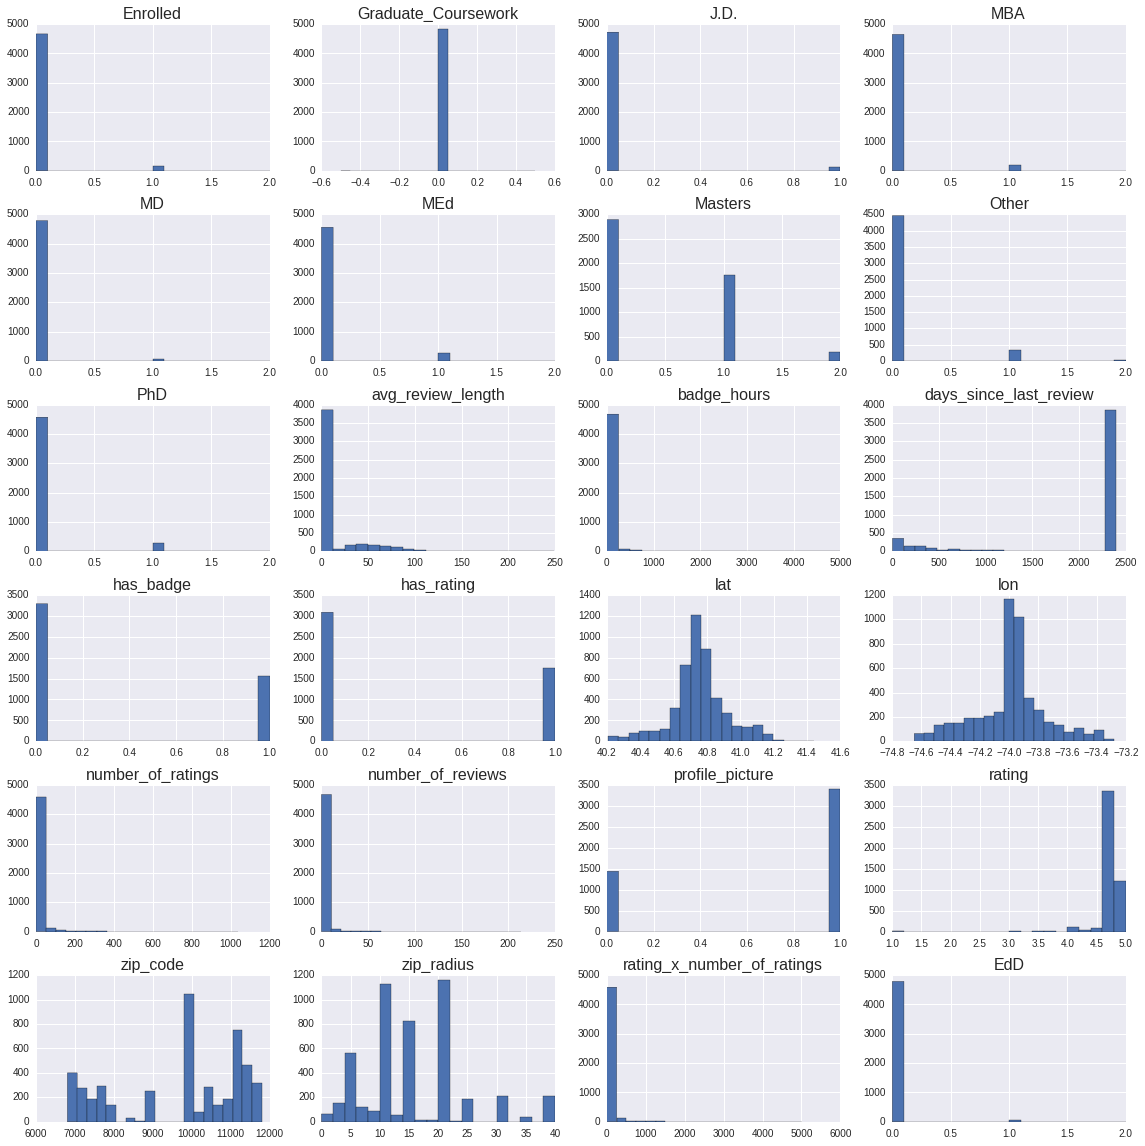 Enrolled Graduate_Coursework J.D. MBA
5000 5000 5000 5000
4000 4000 4000 4000
3000 3000 3000 3000
2000 2000 2000 2000
1000 1000 1000 1000
0 0 0 0
0.0 0.5 1.0 1.5 2.0 −0.6 −0.4 −0.2 0.0 0.2 0.4 0.6 0.0 0.2 0.4 0.6 0.8 1.0 0.0 0.5 1.0 1.5 2.0
MD MEd Masters Other
5000 5000 3000 4500
4000
4000 4000 2500 3500
3000 3000 2000 3000
2500
2000 2000 1500 2000
1000 1500
1000 1000 500 1000
500
0 0 0 0
0.0 0.5 1.0 1.5 2.0 0.0 0.5 1.0 1.5 2.0 0.0 0.5 1.0 1.5 2.0 0.0 0.5 1.0 1.5 2.0
PhD avg_review_length badge_hours days_since_last_review
5000 4000 5000 4000
3500 3500
4000 3000 4000 3000
3000 2500 3000 2500
2000 2000
2000 1500 2000 1500
1000 1000 1000 1000
500 500
0 0 0 0
0.0 0.5 1.0 1.5 2.0 0 50 100 150 200 250 0 1000 2000 3000 4000 5000 0 500 1000 1500 2000 2500
has_badge has_rating lat lon
3500 3500 1400 1200
3000 3000 1200 1000
2500 2500 1000 800
2000 2000 800 600
1500 1500 600 400
1000 1000 400 200
500 500 200
0 0 0 0
0.0 0.2 0.4 0.6 0.8 1.0 0.0 0.2 0.4 0.6 0.8 1.0 40.2 40.4 40.6 40.8 41.0 41.2 41.4 41.6 −74.8 −74.6 −74.4 −74.2 −74.0 −73.8 −73.6 −73.4 −73.2
number_of_ratings number_of_reviews profile_picture rating
5000 5000 3500 3500
4000 4000 3000 3000
3000 3000 2500 2500
2000 2000
2000 2000 1500 1500
1000 1000 1000 1000
500 500
0 0 0 0
0 200 400 600 800 1000 1200 0 50 100 150 200 250 0.0 0.2 0.4 0.6 0.8 1.0 1.0 1.5 2.0 2.5 3.0 3.5 4.0 4.5 5.0
zip_code zip_radius rating_x_number_of_ratings EdD
1200 1200 5000 5000
1000 1000 4000 4000
800 800 3000 3000
600 600
400 400 2000 2000
200 200 1000 1000
0 0 0 0
6000 7000 8000 9000 10000 11000 12000 0 5 10 15 20 25 30 35 40 0 1000 2000 3000 4000 5000 6000 0.0 0.5 1.0 1.5 2.0